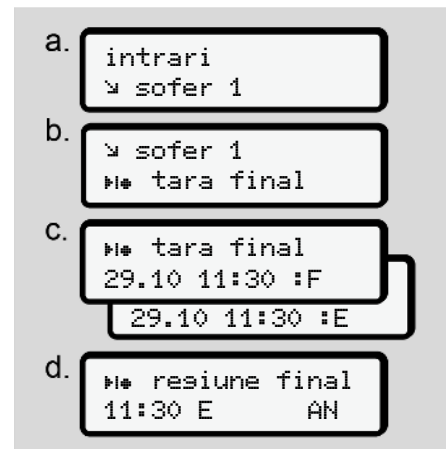 a.
intrari
↘ sofer 1
b.
↘ sofer 1
tara final
c.
tara final
29.10 11:30 :F
29.10 11:30 :E
d.
regiune final
11:30 E AN